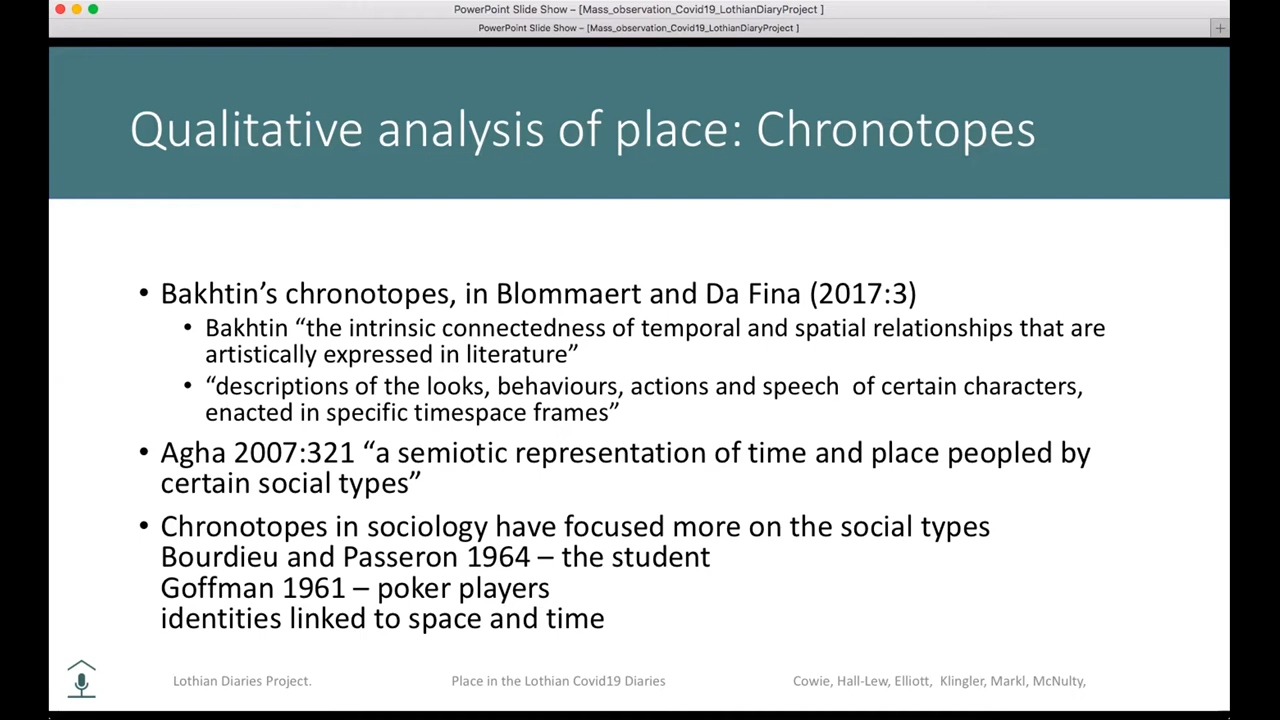 PowerPoint Slide Show – [Mass_observation_Covid19_LothianDiaryProject ]
PowerPoint Slide Show – [Mass_observation_Covid19_LothianDiaryProject ]
Qualitative analysis of place: Chronotopes
• Bakhtin’s chronotopes, in Blommaert and Da Fina (2017:3)
• Bakhtin “the intrinsic connectedness of temporal and spatial relationships that are
artistically expressed in literature”
• “descriptions of the looks, behaviours, actions and speech  of certain characters,
enacted in specific timespace frames”
• Agha 2007:321 “a semiotic representation of time and place peopled by
certain social types”
• Chronotopes in sociology have focused more on the social types
Bourdieu and Passeron 1964 – the student
Goffman 1961 – poker players
identities linked to space and time
Lothian Diaries Project. Place in the Lothian Covid19 Diaries Cowie, Hall-Lew, Elliott,  Klingler, Markl, McNulty,